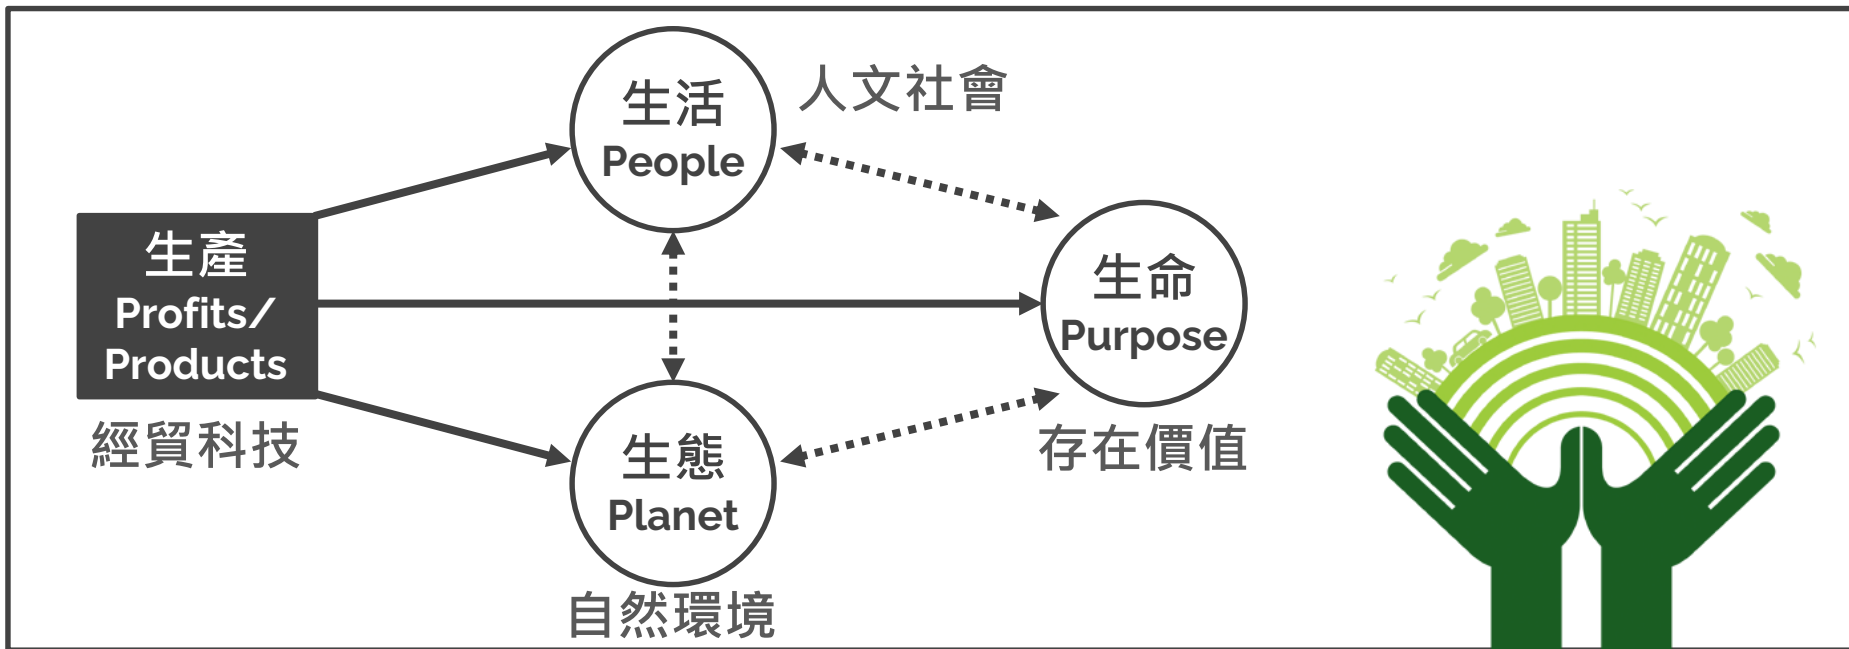 生產
Profits/
Products
經貿科技
生活
People
人文社會
生態
Planet
自然環境
生命
Purpose
存在價值